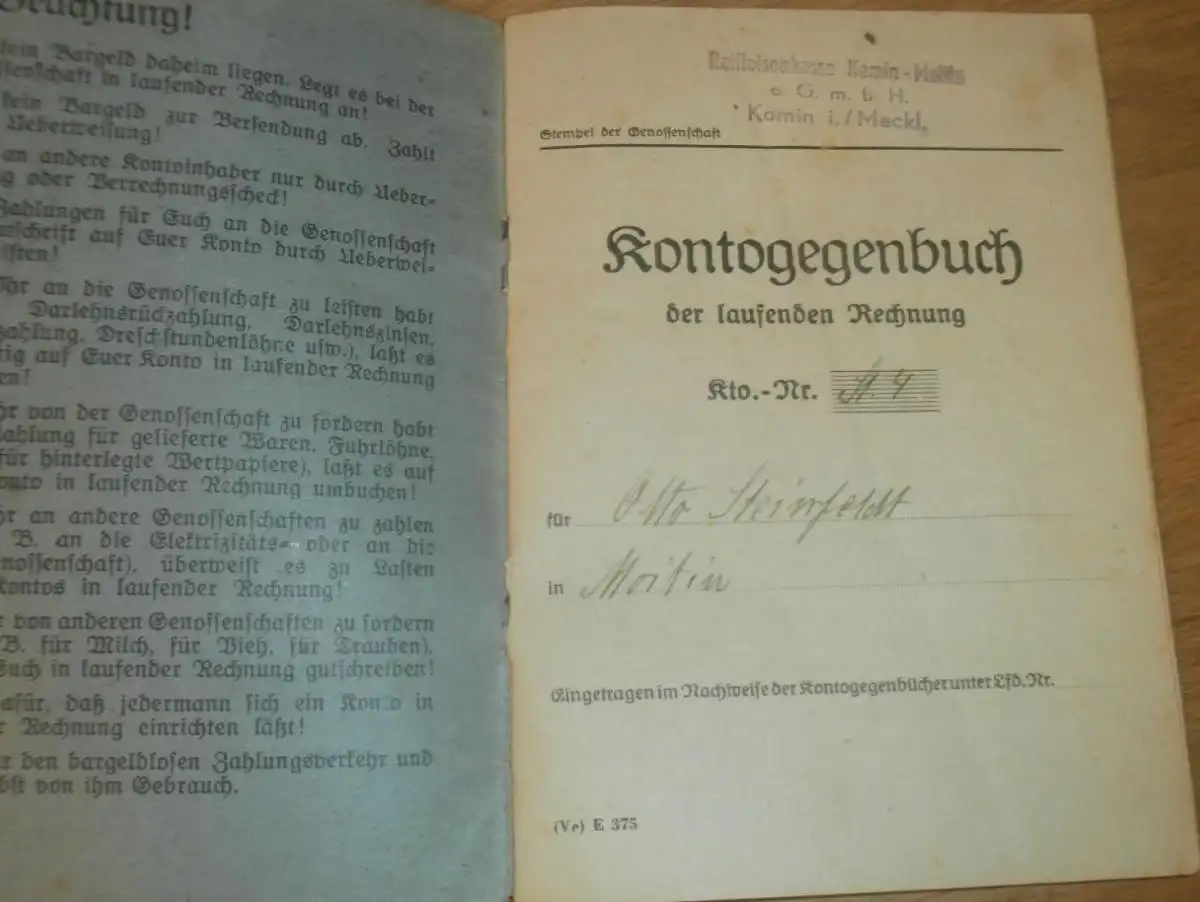 Beachtung!
kein Bargeld daheim liegen. Legt es bei der
ssenschaft in laufender Rechnung an!
kein Bargeld zur Versendung ab. Zahlt
Ueberweisung!
an andere Kontoinhaber nur durch Ueber-
g oder Verrechnungsscheck!
Zahlungen für Euch an die Genossenschaft
schrift auf Euer Konto durch Ueberwei-
isten!
Ihr an die Genossenschaft zu leisten habt
Darlehnsrückzahlung, Darlehnszinsen,
zahlung, Dreschstundenlöhne usw.), laßt es
tig auf Euer Konto in laufender Rechnung
en!
hr von der Genossenschaft zu fordern habt
zahlung für gelieferte Waren, Fuhrlöhne,
für hinterlegte Wertpapiere), laßt es auf
onto in laufender Rechnung umbuchen!
hr an andere Genossenschaften zu zahlen
B. an die Elektrizitäts- oder an die
nossenschaft), überweist es zu Lasten
kontos in laufender Rechnung!
r von anderen Genossenschaften zu fordern
B. für Milch, für Vieh, für Trauben),
Euch in laufender Rechnung gutschreiben!
afür, daß jedermann sich ein Konto in
r Rechnung einrichten läßt!
r den bargeldlosen Zahlungsverkehr und
bst von ihm Gebrauch.
Raiffeisenkasse Kamin-Moitin
e. G. m. b. H.
Kamin i./Meckl.
Stempel der Genossenschaft
Kontogegenbuch
der laufenden Rechnung
Kto.-Nr. St. 4
für Otto Steinfeldt
in Moitin
Eingetragen im Nachweise der Kontogegenbücher unter Lfd. Nr.
(Ve) E 375